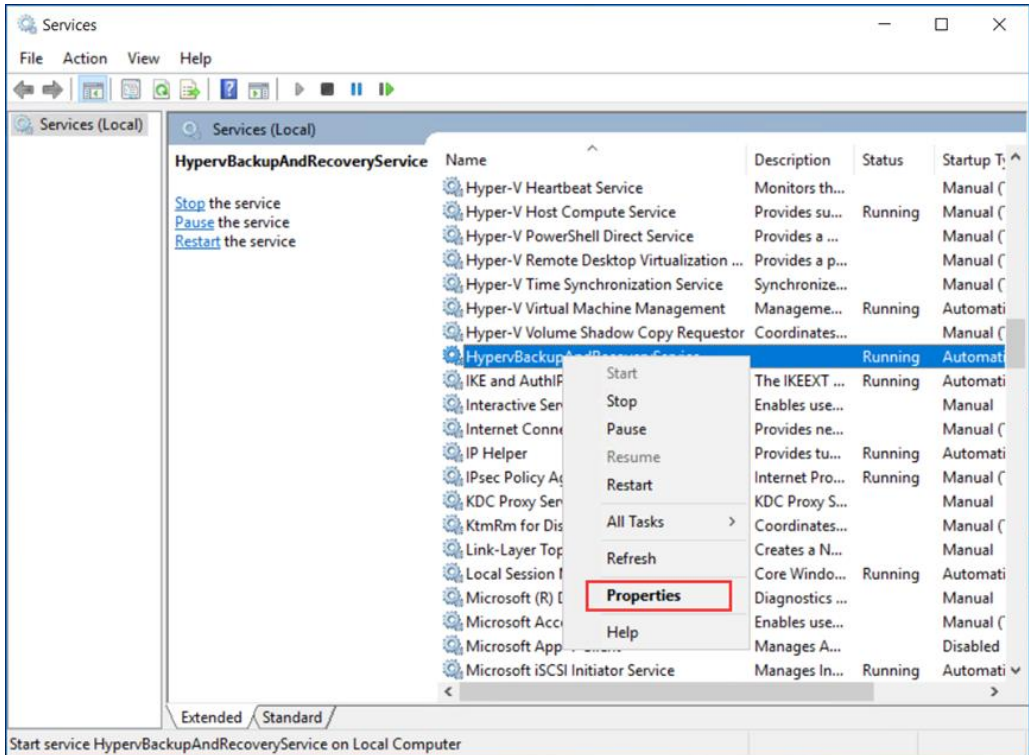 Services
File Action View Help
Services (Local)
Services (Local)
HypervBackupAndRecoveryService
Stop the service
Pause the service
Restart the service
Name Description Status Startup Ty
Hyper-V Heartbeat Service Monitors th... Manual (
Hyper-V Host Compute Service Provides su... Running Manual (
Hyper-V PowerShell Direct Service Provides a ... Manual (
Hyper-V Remote Desktop Virtualization ... Provides a p... Manual (
Hyper-V Time Synchronization Service Synchronize... Manual (
Hyper-V Virtual Machine Management Manageme... Running Automati
Hyper-V Volume Shadow Copy Requestor Coordinates... Manual (
HypervBackupAndRecoveryService Running Automati
IKE and AuthIP The IKEEXT ... Running Automati
Interactive Ser Enables use... Manual
Internet Conne Provides ne... Manual (
IP Helper Provides tu... Running Automati
IPsec Policy Ag Internet Pro... Running Manual (
KDC Proxy Ser KDC Proxy S... Manual
KtmRm for Dis Coordinates... Manual (
Link-Layer Top Creates a N... Manual
Local Session Core Windo... Running Automati
Microsoft (R) D Diagnostics ... Manual
Microsoft Acc Enables use... Manual (
Microsoft App Manages A... Disabled
Microsoft iSCSI Initiator Service Manages In... Running Automati
Start
Stop
Pause
Resume
Restart
All Tasks
Refresh
Properties
Help
Extended Standard
Start service HypervBackupAndRecoveryService on Local Computer